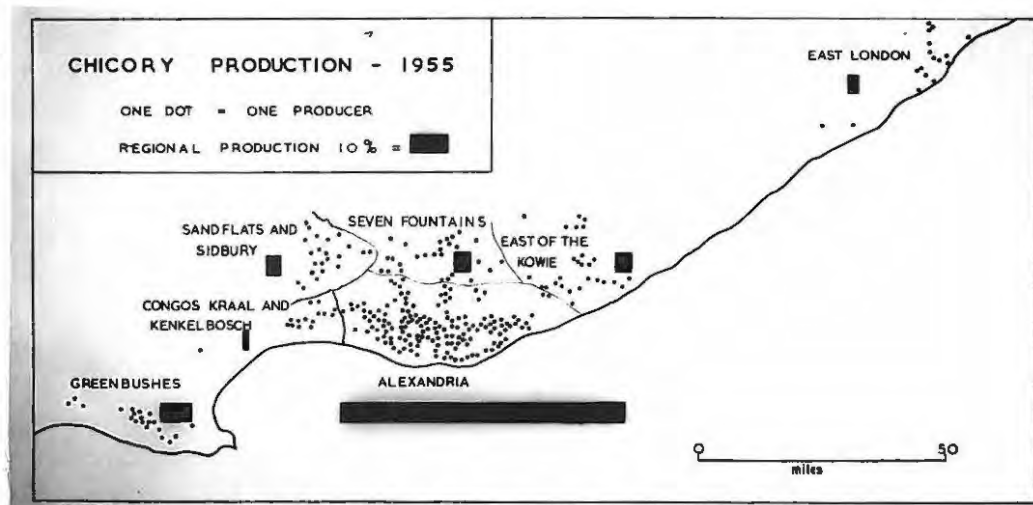 CHICORY PRODUCTION - 1955
ONE DOT = ONE PRODUCER
REGIONAL PRODUCTION 10% =
EAST LONDON
SANDFLATS AND
SIDBURY
SEVEN FOUNTAINS
EAST OF THE
KOWIE
CONGOS KRAAL AND
KENKELBOSCH
GREENBUSHES
ALEXANDRIA
0 50
miles